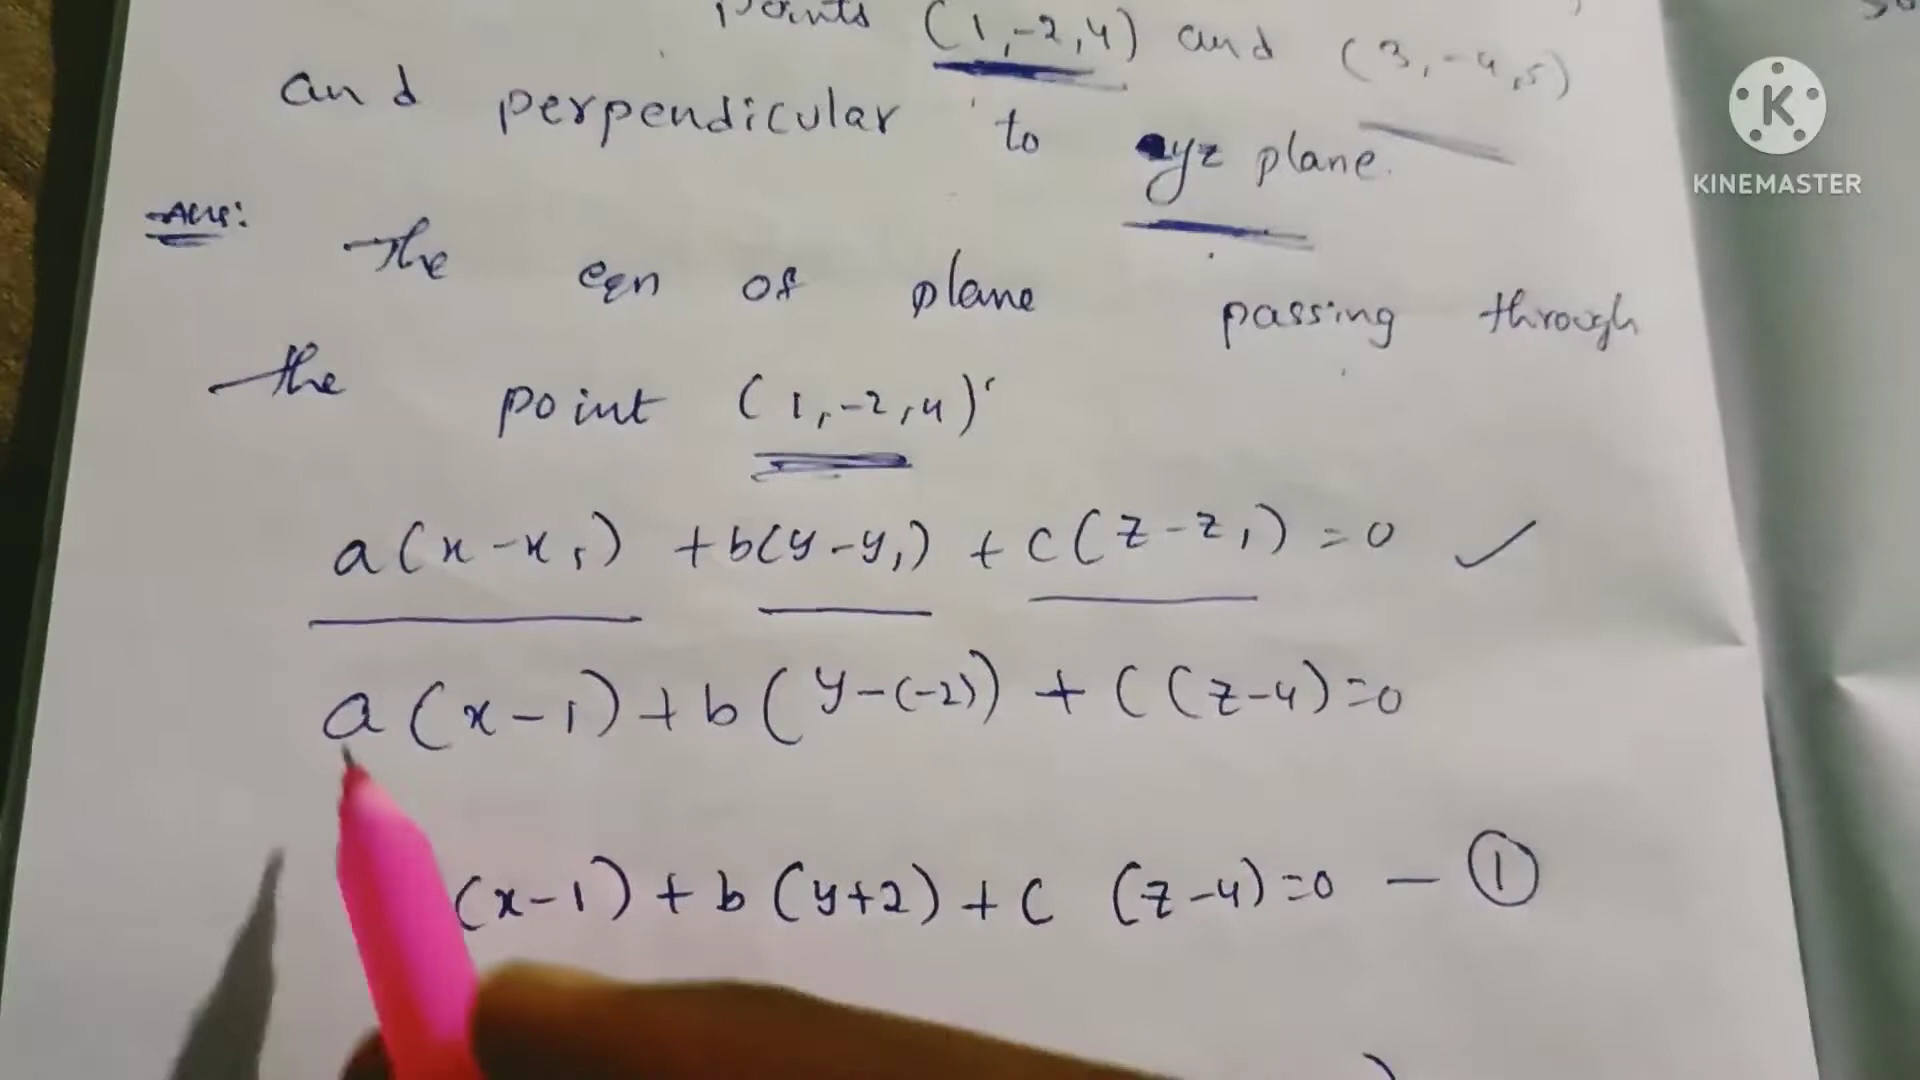 points (1,-2,4) and (3,-4,5)
and perpendicular to yz plane.
Ans:
The eqn of plane passing through
the point (1,-2,4)
a(x-x₁) +b(y-y₁) + c(z-z₁) =0
a(x-1)+b(y-(-2)) + c(z-4)=0
(x-1)+b(y+2)+c (z-4)=0 - ①
K
KINEMASTER